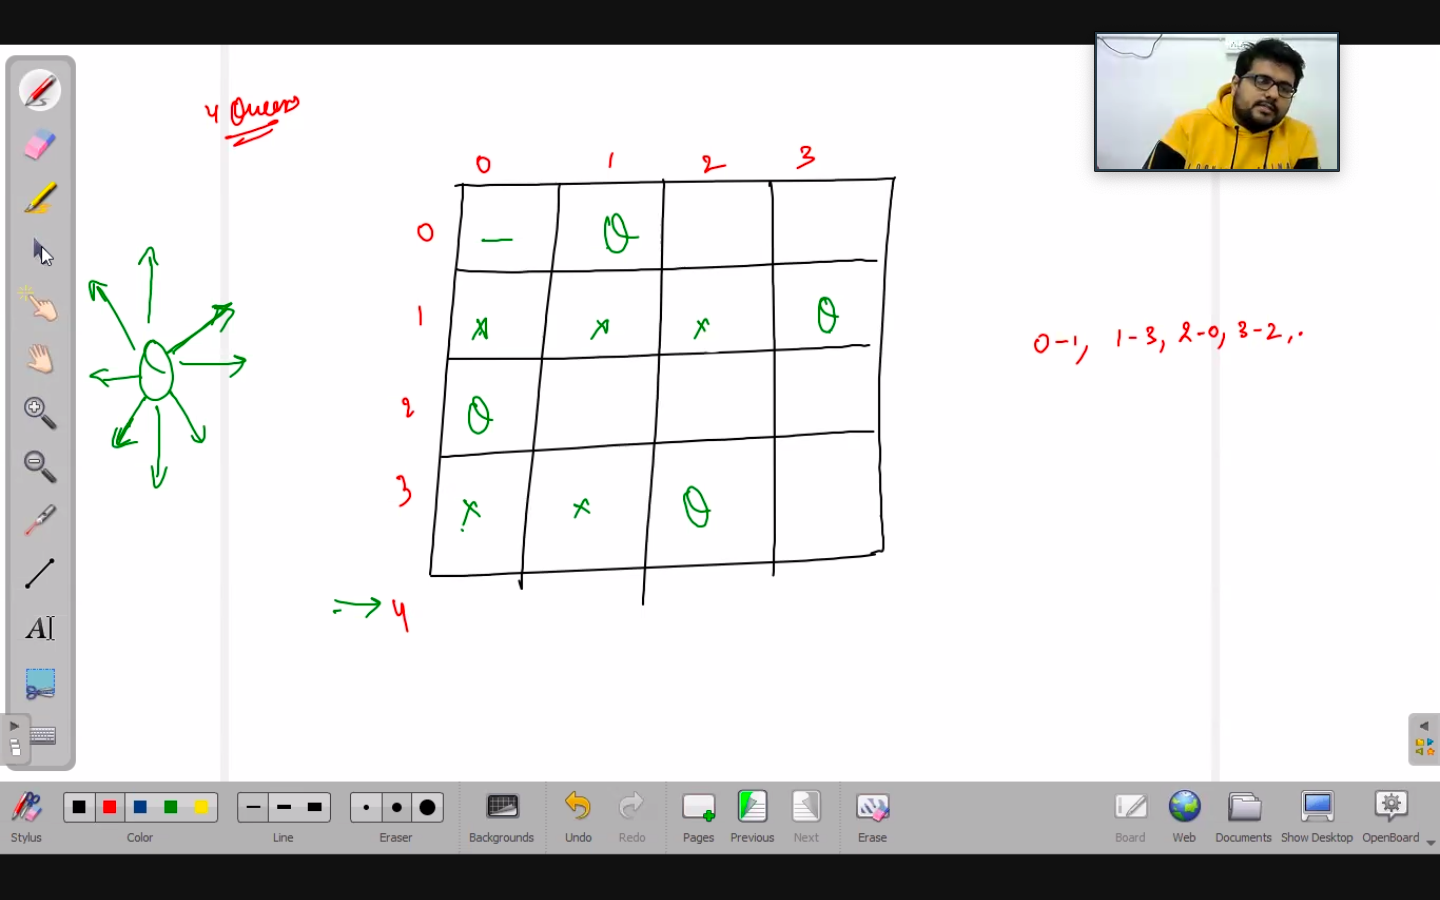 4 Queens
0 1 2 3
0 — Q
1 x x x Q
2 Q
3 x x Q
4
0-1, 1-3, 2-0, 3-2, .
A
Stylus Color Line Eraser Backgrounds Undo Redo Pages Previous Next Erase Board Web Documents Show Desktop OpenBoard